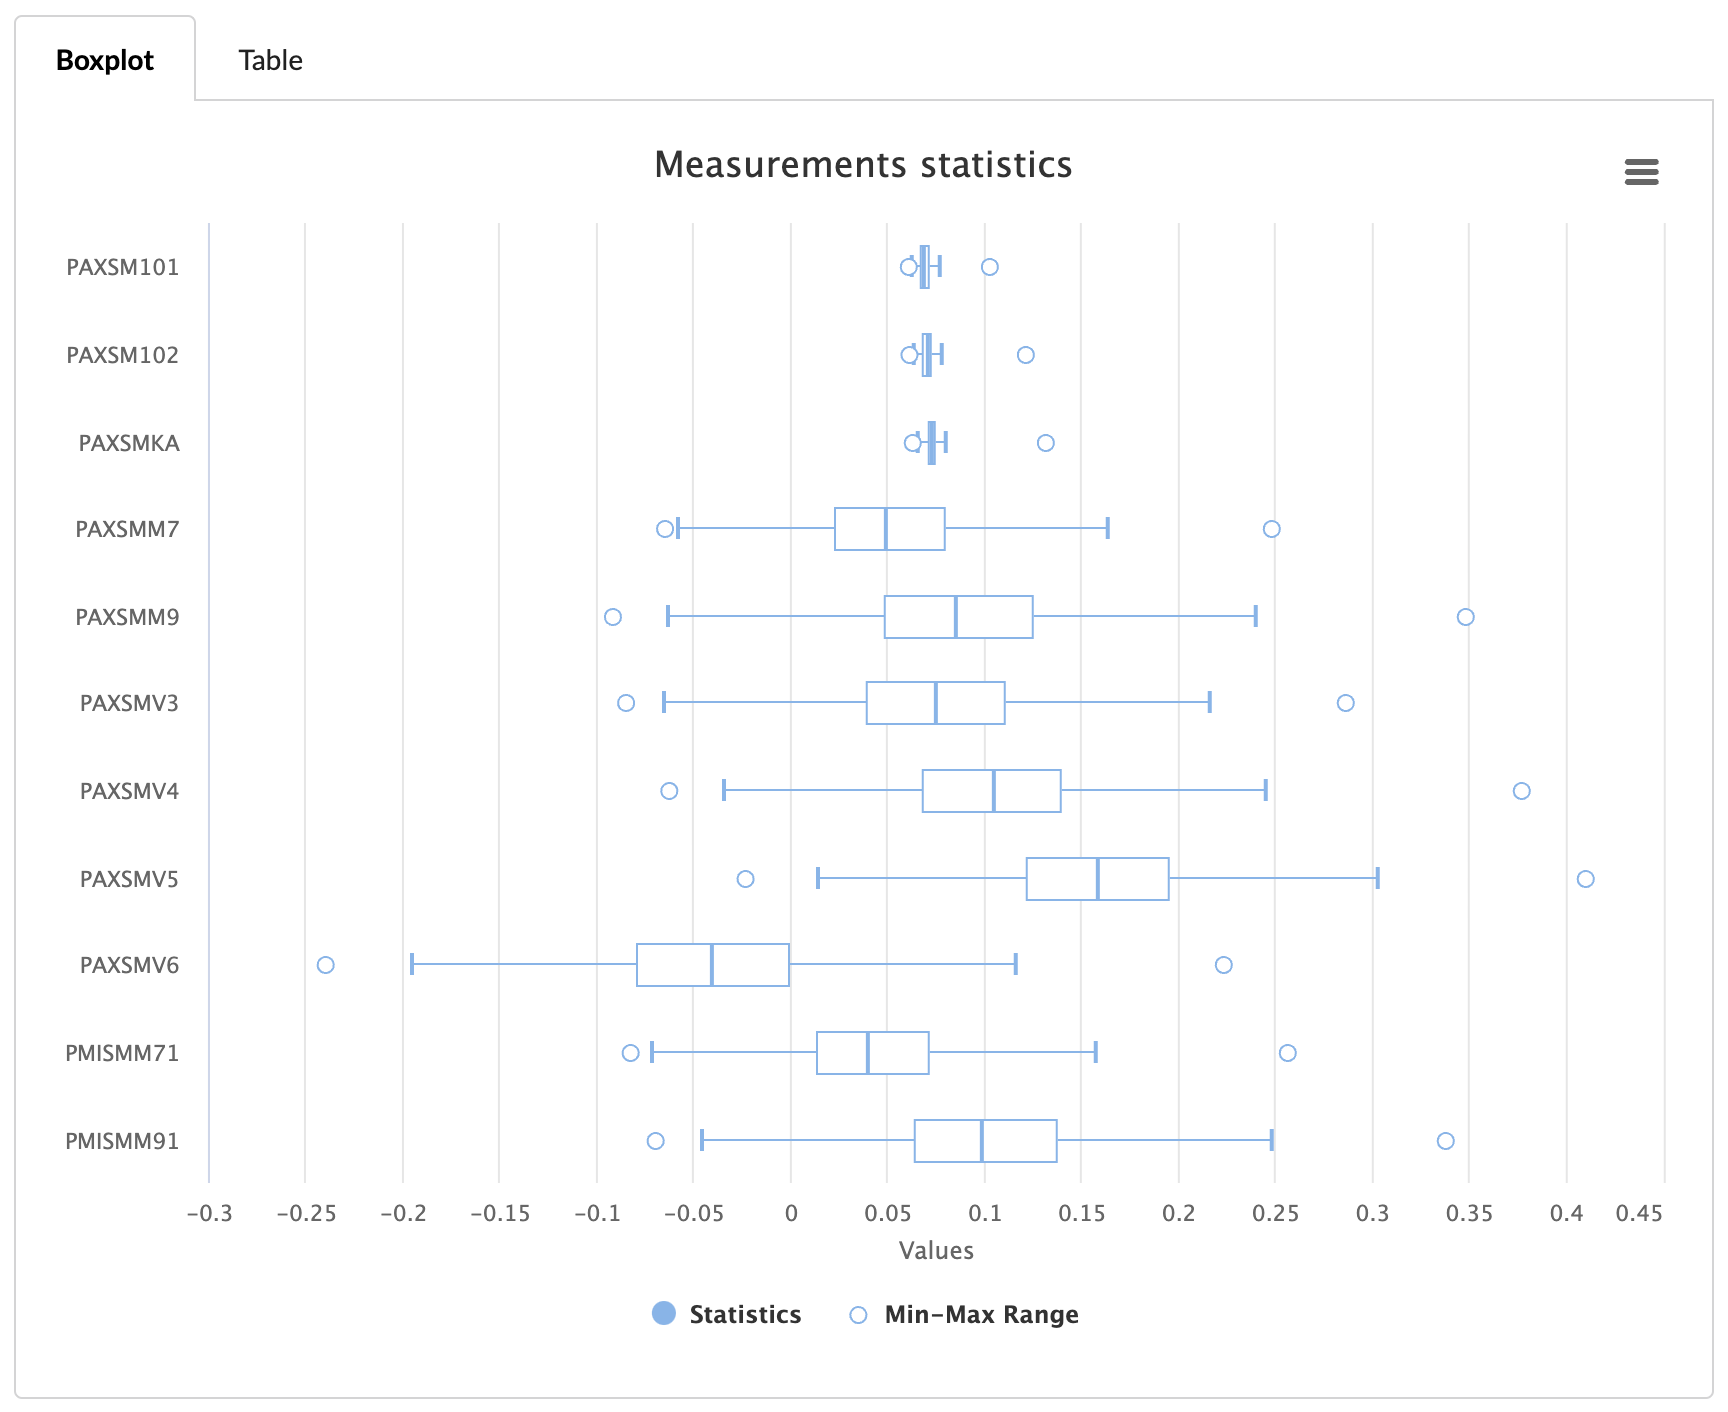 Boxplot Table
Measurements statistics
PAXSM101
PAXSM102
PAXSMKA
PAXSMM7
PAXSMM9
PAXSMV3
PAXSMV4
PAXSMV5
PAXSMV6
PMISMM71
PMISMM91
−0.3 −0.25 −0.2 −0.15 −0.1 −0.05 0 0.05 0.1 0.15 0.2 0.25 0.3 0.35 0.4 0.45
Values
Statistics Min−Max Range